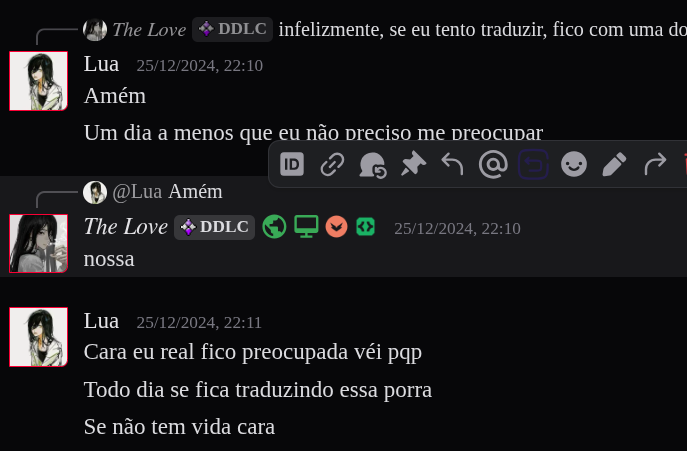 The Love DDLC infelizmente, se eu tento traduzir, fico com uma do
Lua 25/12/2024, 22:10
Amém
Um dia a menos que eu não preciso me preocupar
ID
@Lua Amém
The Love DDLC 25/12/2024, 22:10
nossa
Lua 25/12/2024, 22:11
Cara eu real fico preocupada véi pqp
Todo dia se fica traduzindo essa porra
Se não tem vida cara